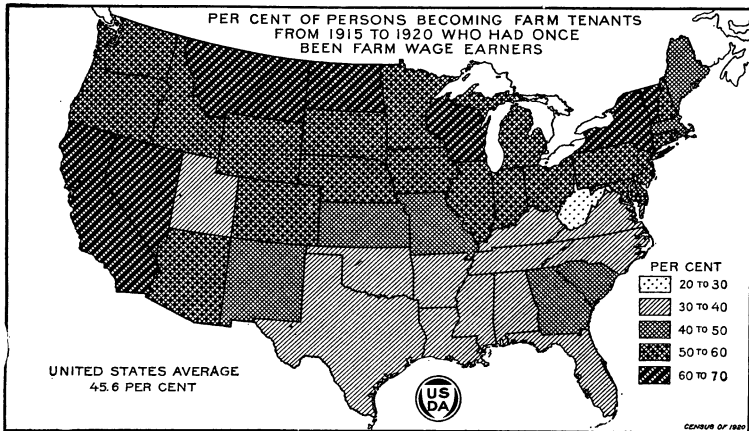 PER CENT OF PERSONS BECOMING FARM TENANTS
FROM 1915 TO 1920 WHO HAD ONCE
BEEN FARM WAGE EARNERS
PER CENT
20 TO 30
30 TO 40
40 TO 50
50 TO 60
60 TO 70
UNITED STATES AVERAGE
45.6 PER CENT
US
DA
CENSUS OF 1920